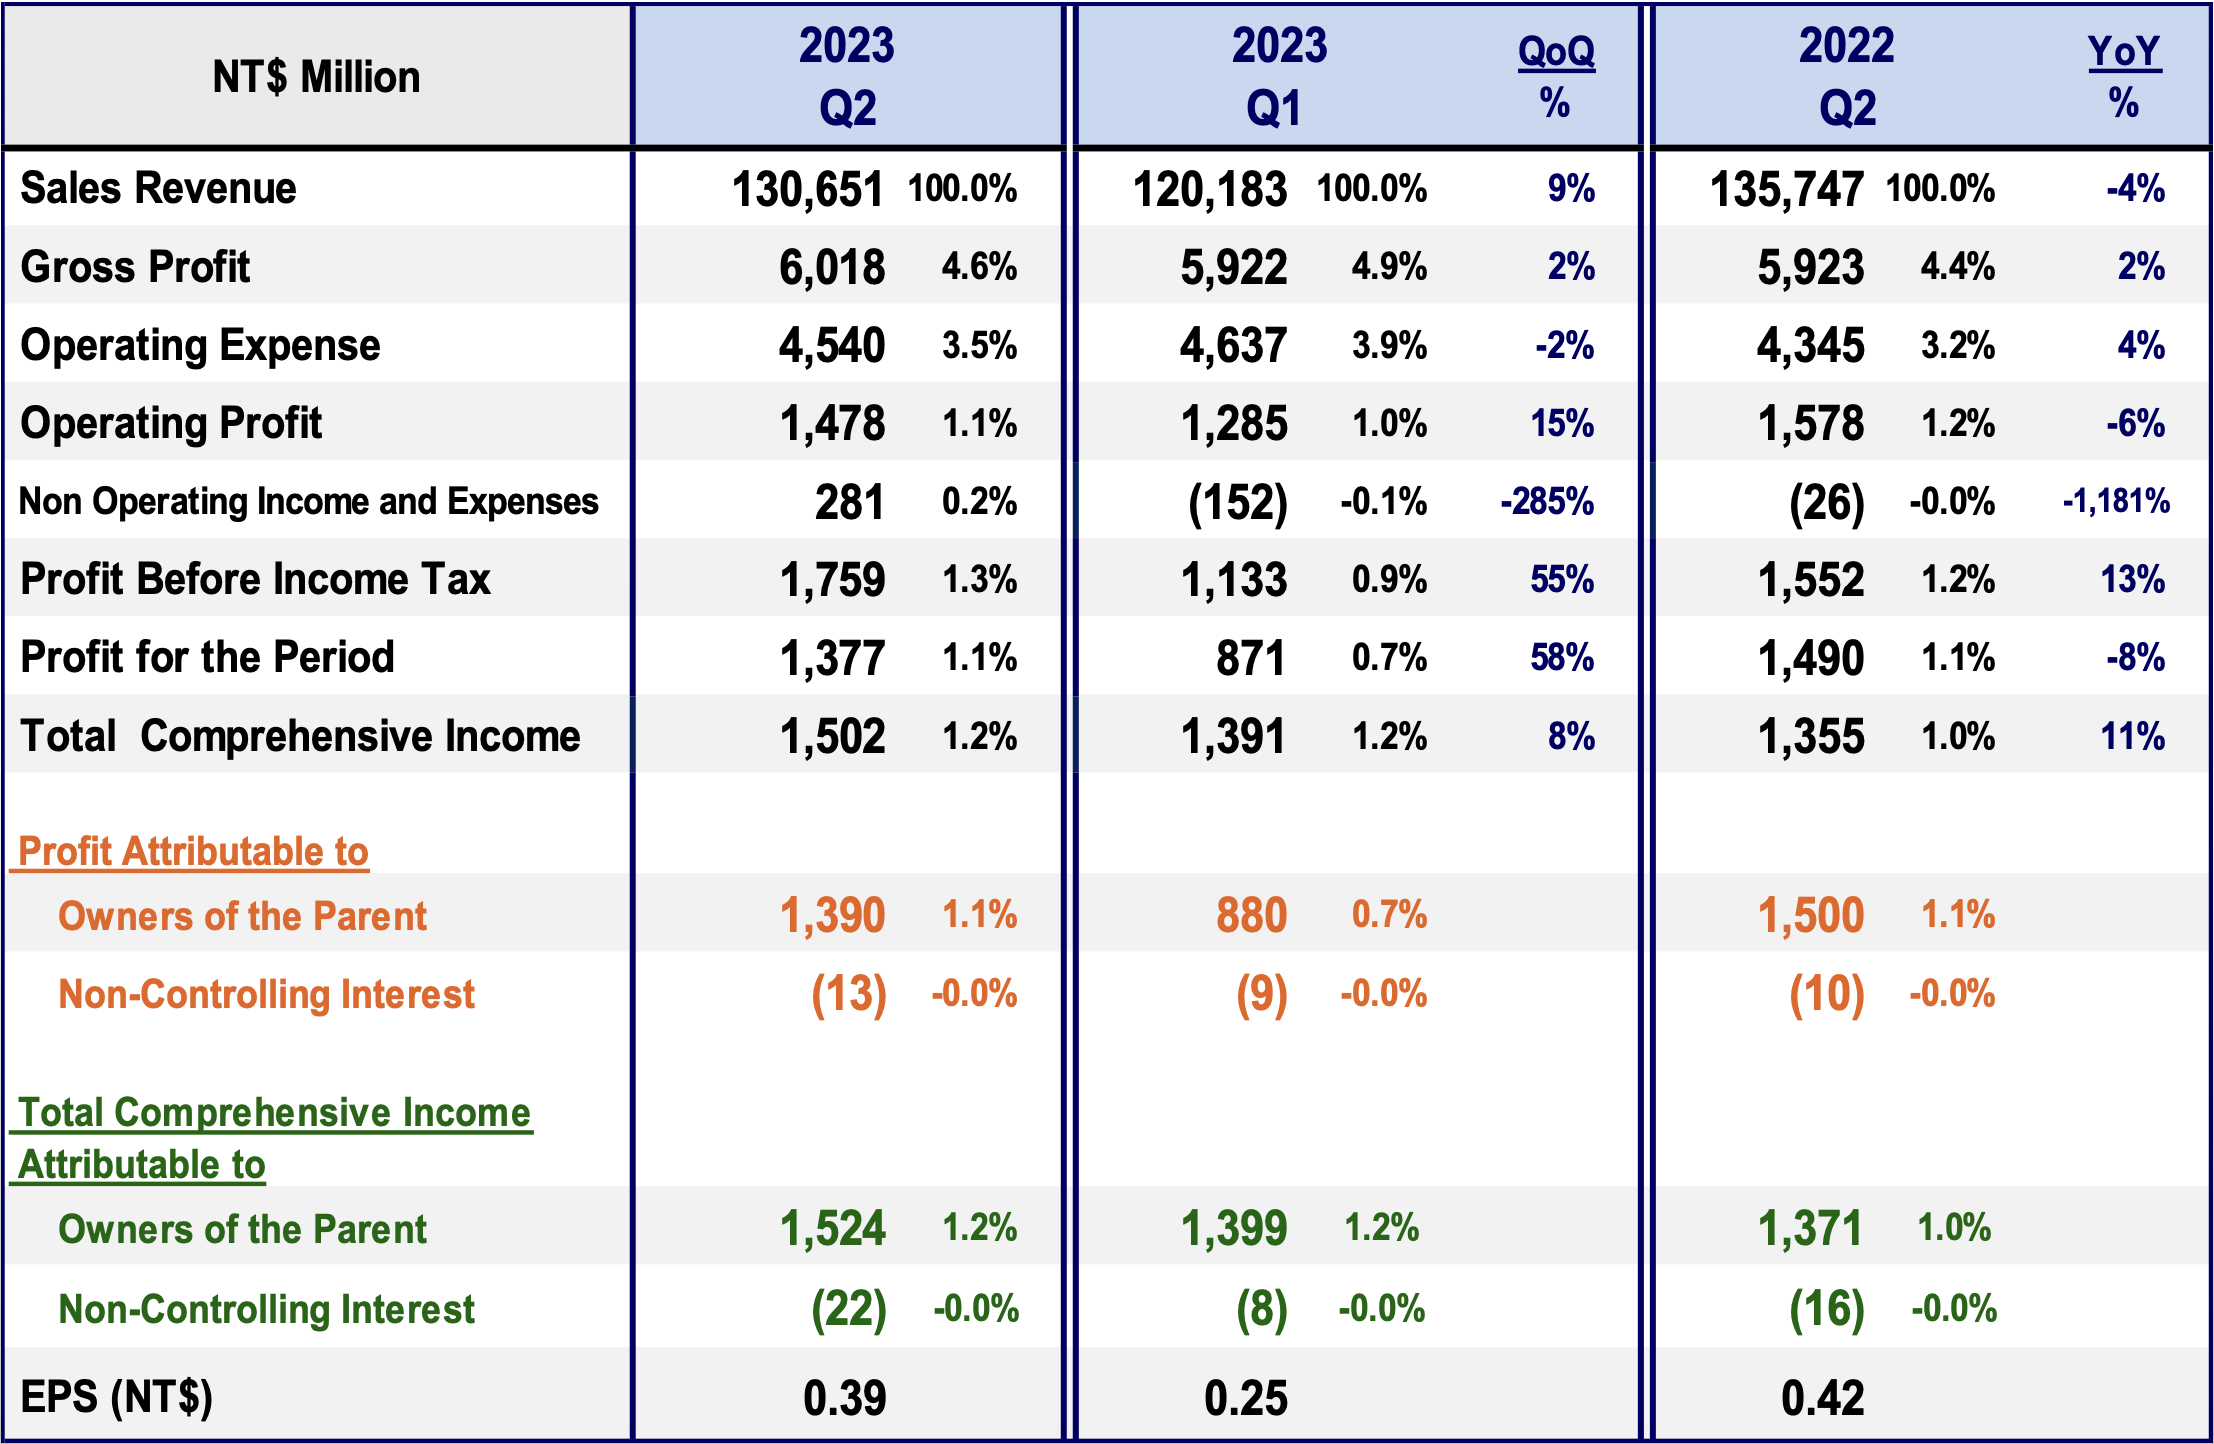 NT$ Million 2023 Q2 2023 Q1 QoQ % 2022 Q2 YoY %
Sales Revenue 130,651 100.0% 120,183 100.0% 9% 135,747 100.0% -4%
Gross Profit 6,018 4.6% 5,922 4.9% 2% 5,923 4.4% 2%
Operating Expense 4,540 3.5% 4,637 3.9% -2% 4,345 3.2% 4%
Operating Profit 1,478 1.1% 1,285 1.0% 15% 1,578 1.2% -6%
Non Operating Income and Expenses 281 0.2% (152) -0.1% -285% (26) -0.0% -1,181%
Profit Before Income Tax 1,759 1.3% 1,133 0.9% 55% 1,552 1.2% 13%
Profit for the Period 1,377 1.1% 871 0.7% 58% 1,490 1.1% -8%
Total Comprehensive Income 1,502 1.2% 1,391 1.2% 8% 1,355 1.0% 11%
Profit Attributable to
Owners of the Parent 1,390 1.1% 880 0.7% 1,500 1.1%
Non-Controlling Interest (13) -0.0% (9) -0.0% (10) -0.0%
Total Comprehensive Income
Attributable to
Owners of the Parent 1,524 1.2% 1,399 1.2% 1,371 1.0%
Non-Controlling Interest (22) -0.0% (8) -0.0% (16) -0.0%
EPS (NT$) 0.39 0.25 0.42